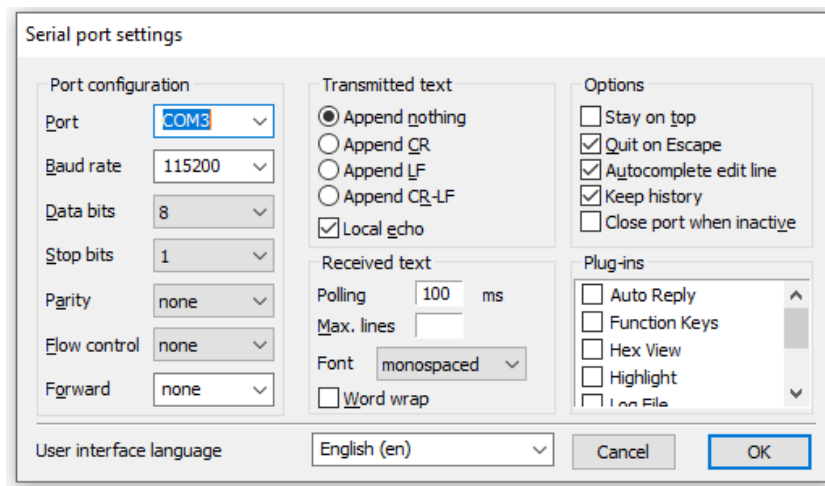 Serial port settings
Port configuration
Port COM3
Baud rate 115200
Data bits 8
Stop bits 1
Parity none
Flow control none
Forward none
Transmitted text
Append nothing
Append CR
Append LF
Append CR-LF
Local echo
Received text
Polling 100 ms
Max. lines
Font monospaced
Word wrap
Options
Stay on top
Quit on Escape
Autocomplete edit line
Keep history
Close port when inactive
Plug-ins
Auto Reply
Function Keys
Hex View
Highlight
Log File
User interface language English (en) Cancel OK